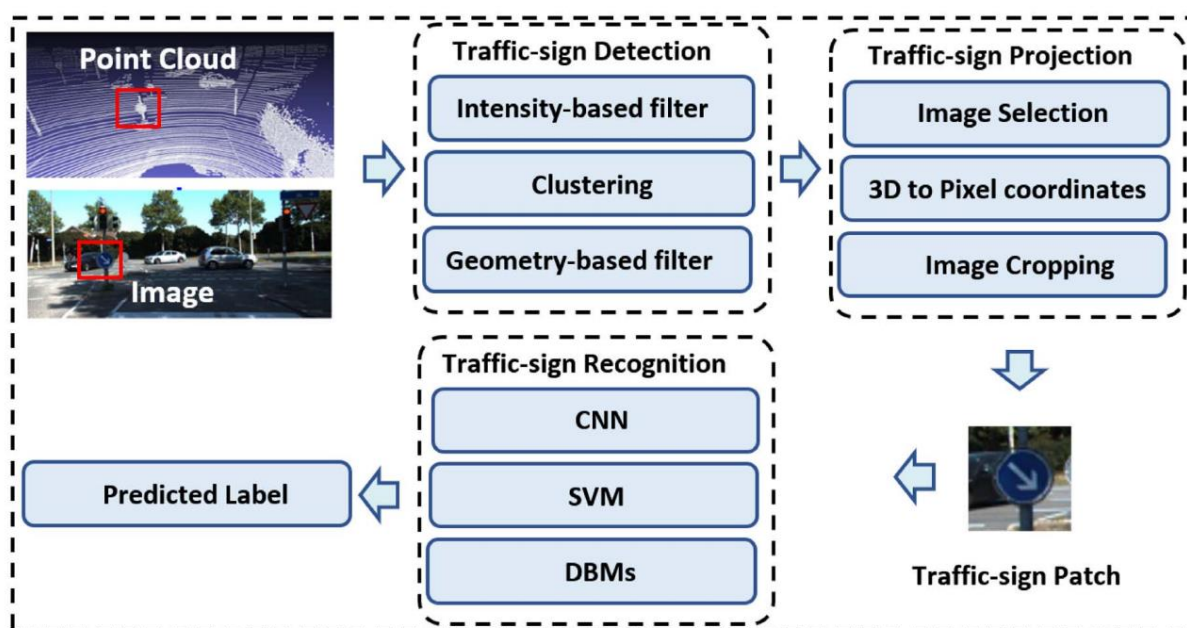 Point Cloud
Image
Traffic-sign Detection
Intensity-based filter
Clustering
Geometry-based filter
Traffic-sign Projection
Image Selection
3D to Pixel coordinates
Image Cropping
Traffic-sign Patch
Traffic-sign Recognition
CNN
SVM
DBMs
Predicted Label